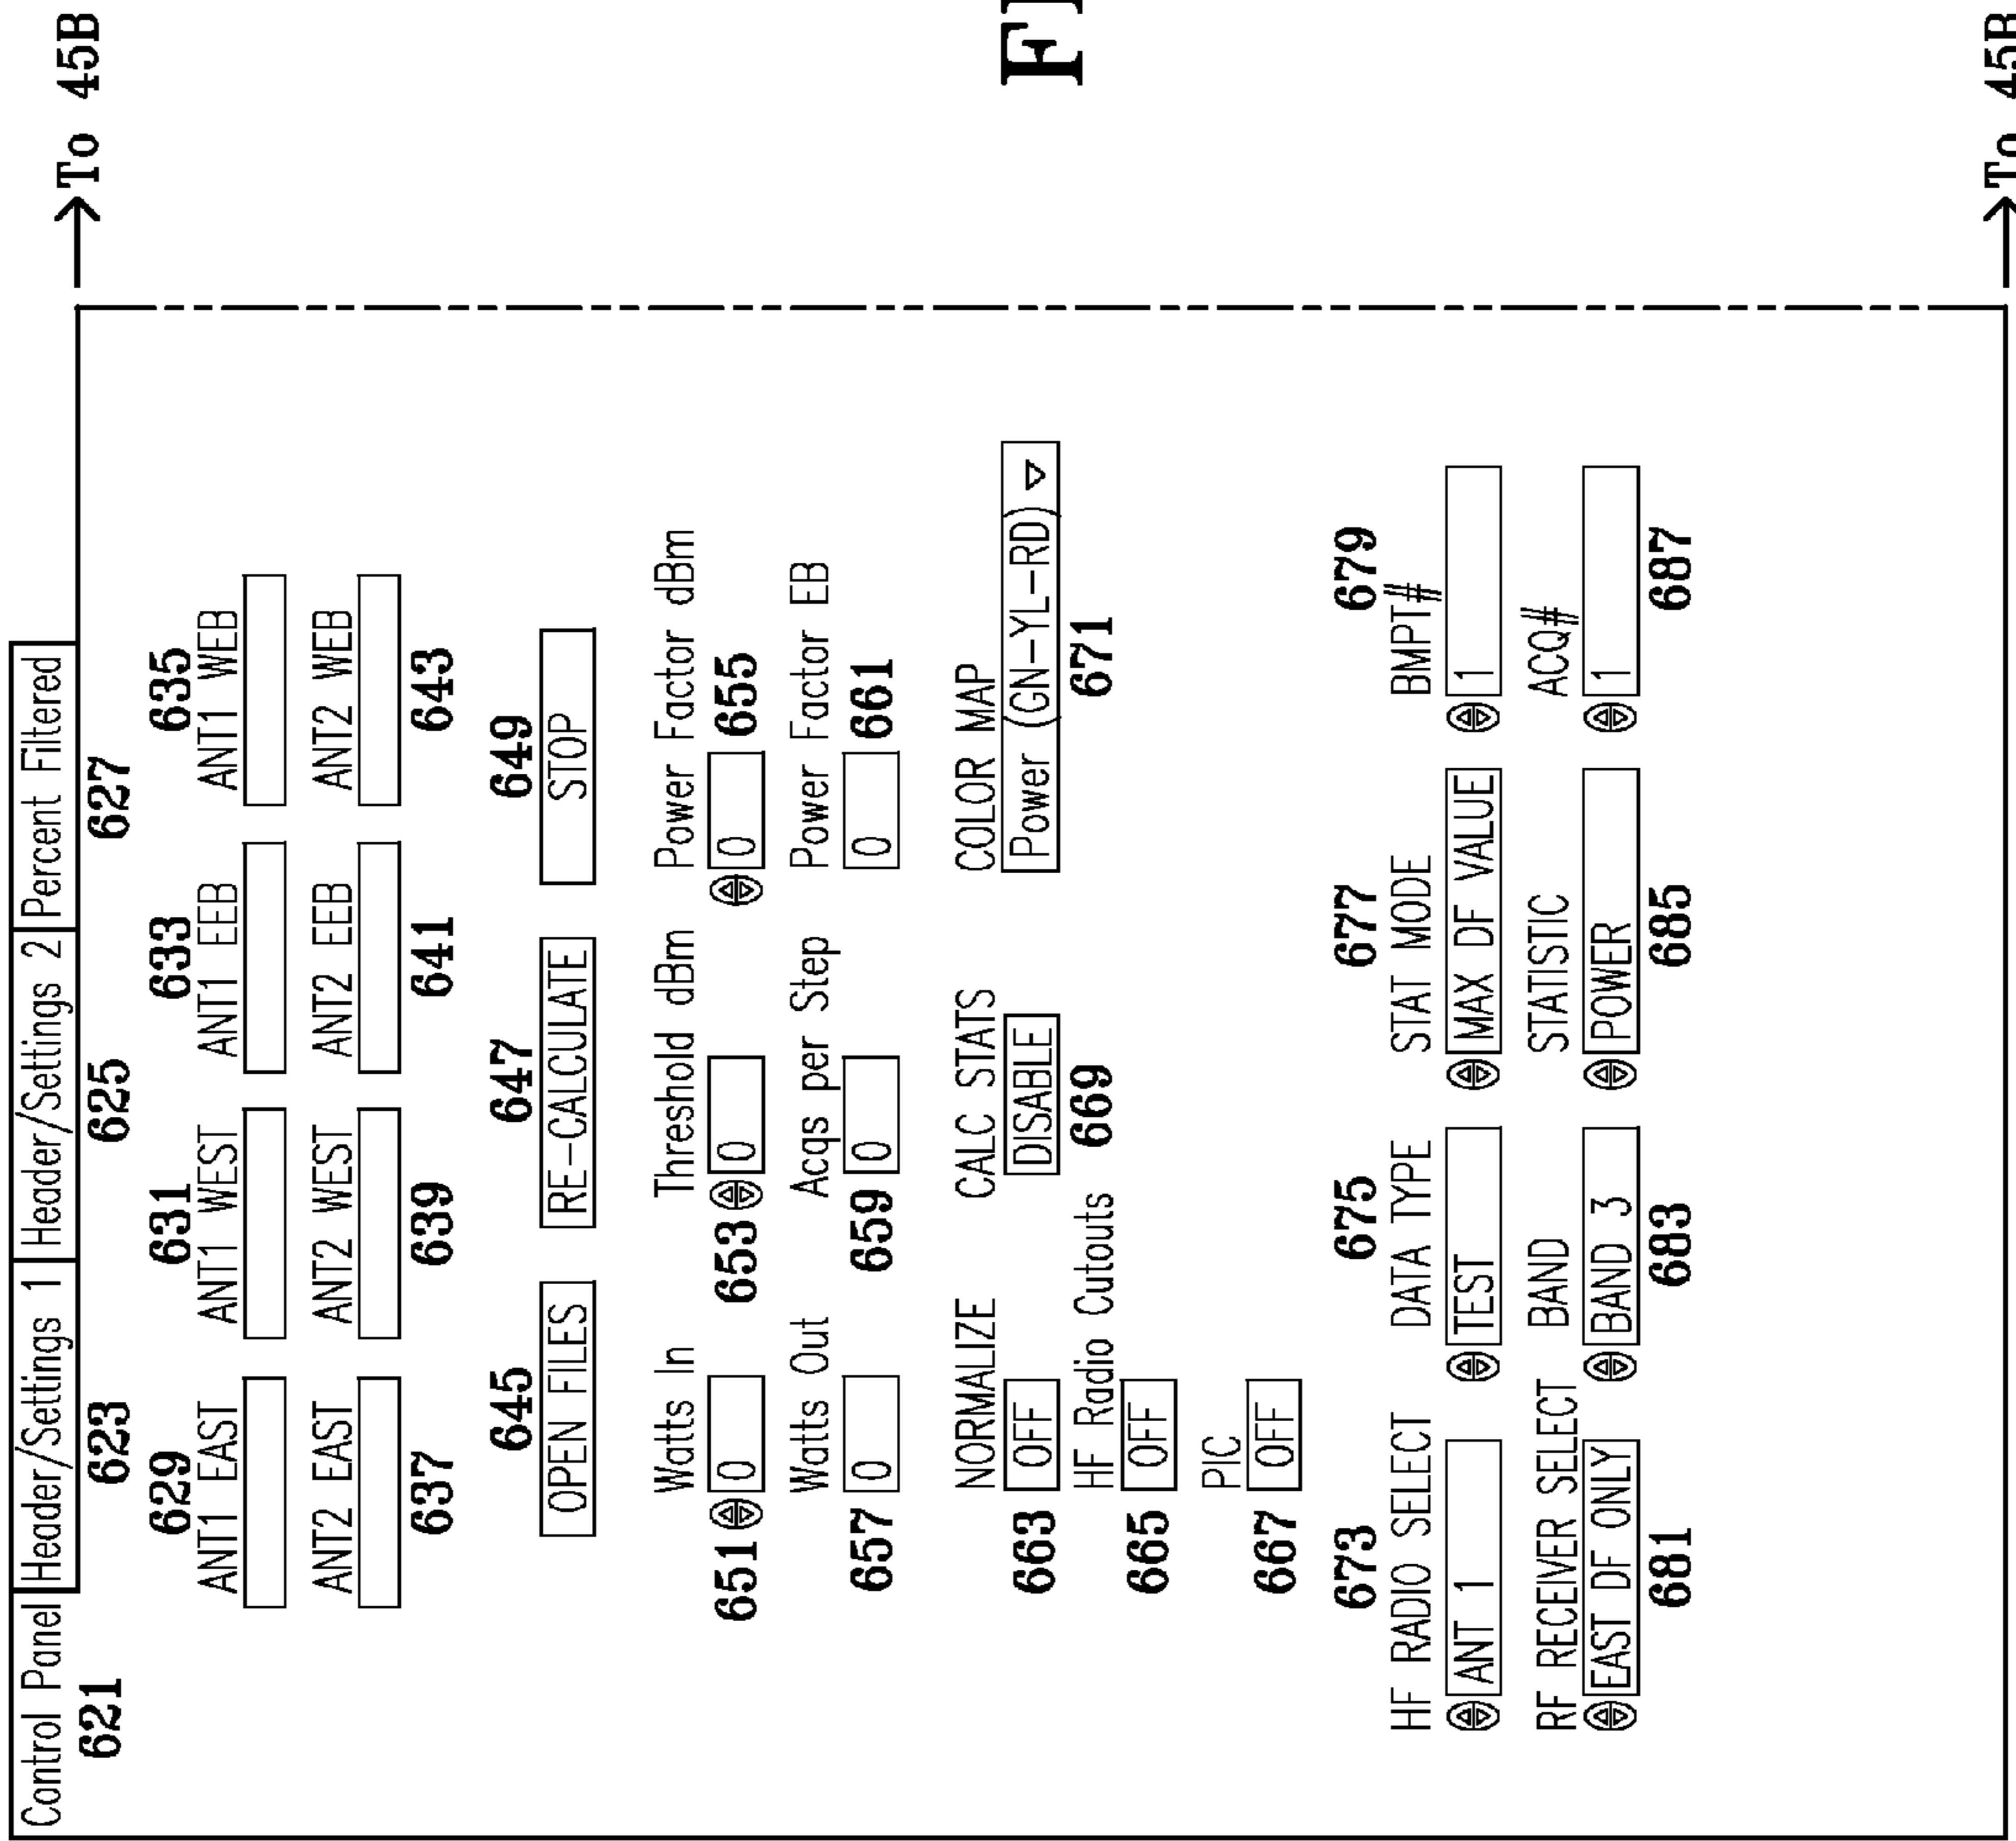 Control Panel Header/Settings 1 Header/Settings 2 Percent Filtered
621 623 625 627
To 45B
629 631 633 635
ANT1 EAST ANT1 WEST ANT1 EEB ANT1 WEB
ANT2 EAST ANT2 WEST ANT2 EEB ANT2 WEB
637 639 641 643
645 647 649
OPEN FILES RE-CALCULATE STOP
Watts In Threshold dBm Power Factor dBm
651 0 653 0 0 655
Watts Out Acqs per Step Power Factor EB
657 0 659 0 0 661
NORMALIZE CALC STATS COLOR MAP
663 OFF DISABLE Power (GN-YL-RD)
HF Radio Cutouts 669 671
665 OFF
PIC
667 OFF
673 675 677 679
HF RADIO SELECT DATA TYPE STAT MODE BMPT#
ANT 1 TEST MAX DF VALUE 1
RF RECEIVER SELECT BAND STATISTIC ACQ#
EAST DF ONLY BAND 3 POWER 1
681 683 685 687
To 45B